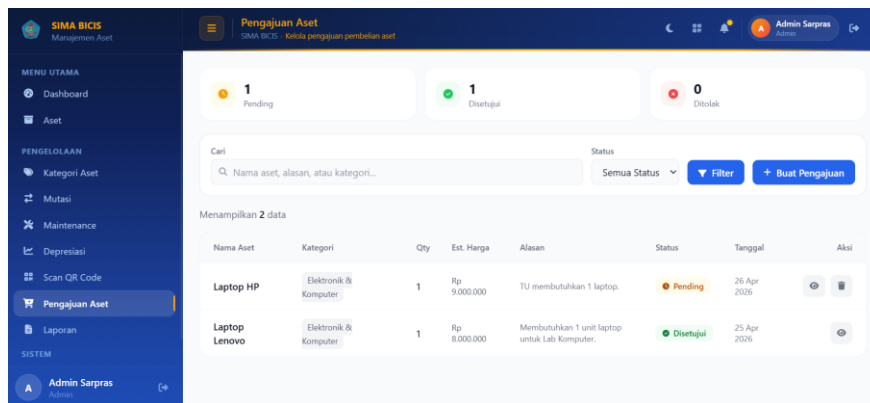 SIMA BICIS
Manajemen Aset
MENU UTAMA
Dashboard
Aset
PENGELOLAAN
Kategori Aset
Mutasi
Maintenance
Depresiasi
Scan QR Code
Pengajuan Aset
Laporan
SISTEM
A
Admin Sarpras
Admin
Pengajuan Aset
SIMA BICIS - Kelola pengajuan pembelian aset
A
Admin Sarpras
Admin
1
Pending
1
Disetujui
0
Ditolak
Cari
Nama aset, alasan, atau kategori...
Status
Semua Status
Filter
+ Buat Pengajuan
Menampilkan 2 data
Nama Aset Kategori Qty Est. Harga Alasan Status Tanggal Aksi
Laptop HP
Elektronik &
Komputer
1
Rp
9.000.000
TU membutuhkan 1 laptop.
Pending
26 Apr
2026
Laptop
Lenovo
Elektronik &
Komputer
1
Rp
8.000.000
Membutuhkan 1 unit laptop
untuk Lab Komputer.
Disetujui
25 Apr
2026